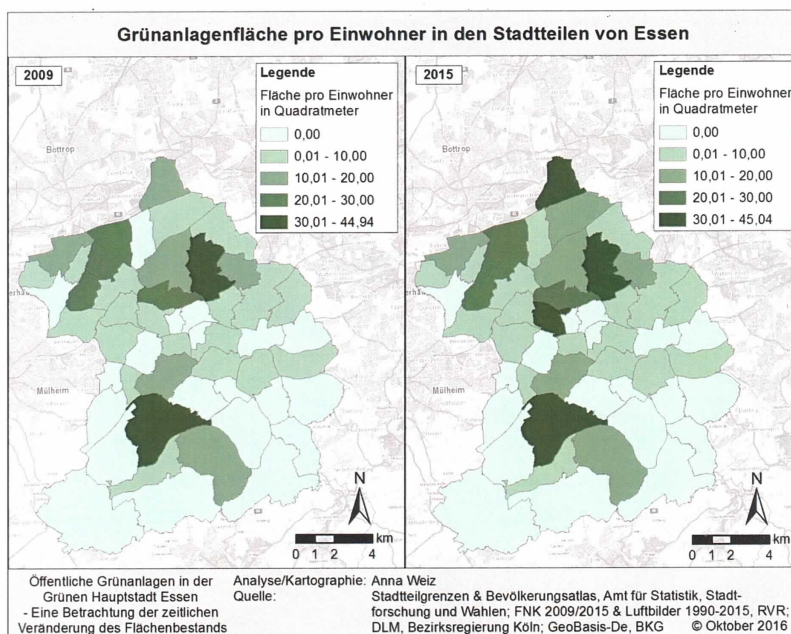 Grünanlagenfläche pro Einwohner in den Stadtteilen von Essen
2009
Legende
Fläche pro Einwohner
in Quadratmeter
0,00
0,01 - 10,00
10,01 - 20,00
20,01 - 30,00
30,01 - 44,94
Bottrop
Mülheim
N
km
0 1 2 4
2015
Legende
Fläche pro Einwohner
in Quadratmeter
0,00
0,01 - 10,00
10,01 - 20,00
20,01 - 30,00
30,01 - 45,04
Bottrop
Mülheim
N
km
0 1 2 4
Öffentliche Grünanlagen in der
Grünen Hauptstadt Essen
- Eine Betrachtung der zeitlichen
Veränderung des Flächenbestands
Analyse/Kartographie: Anna Weiz
Quelle: Stadtteilgrenzen & Bevölkerungsatlas, Amt für Statistik, Stadt-
forschung und Wahlen; FNK 2009/2015 & Luftbilder 1990-2015, RVR;
DLM, Bezirksregierung Köln; GeoBasis-De, BKG © Oktober 2016